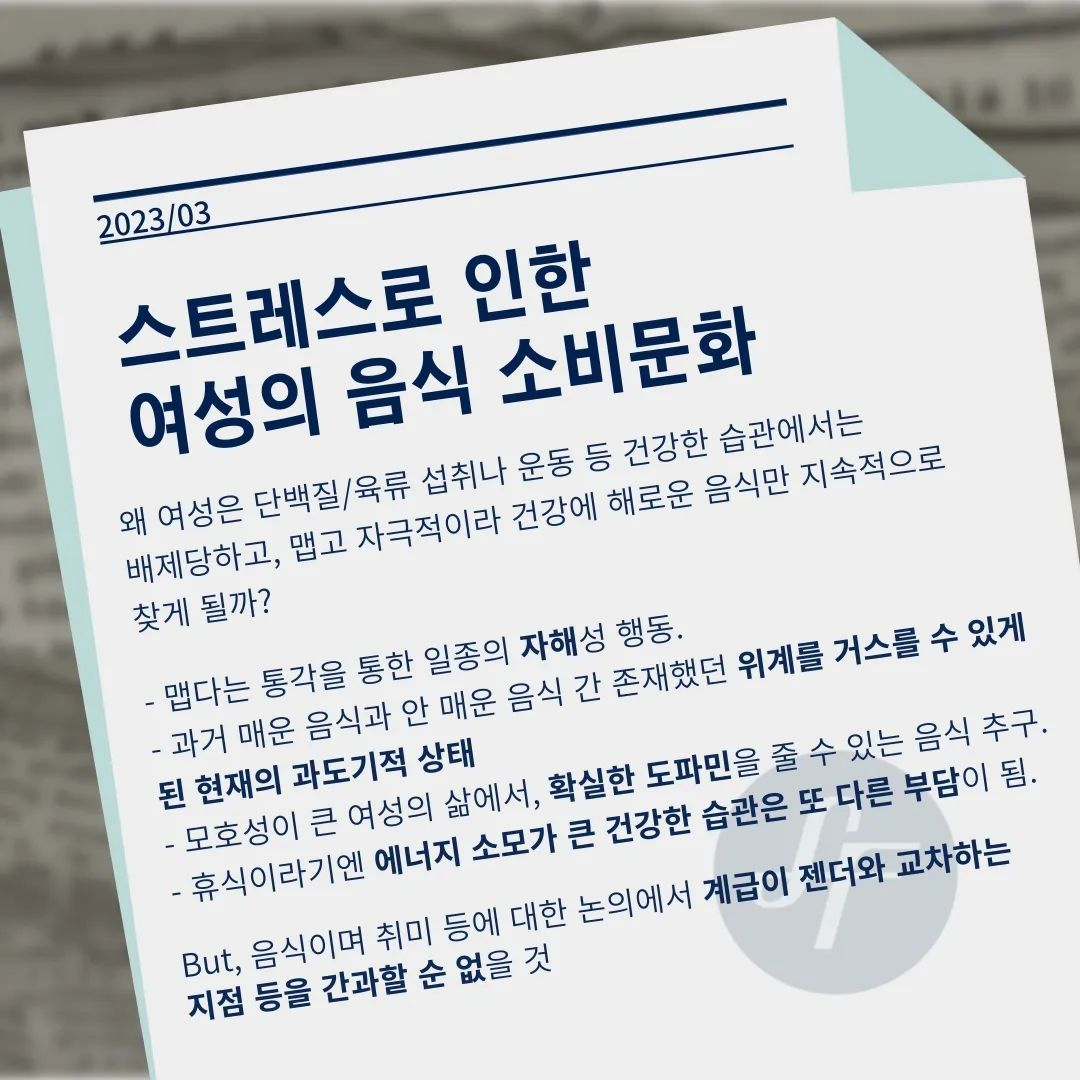 2023/03
스트레스로 인한
여성의 음식 소비문화
왜 여성은 단백질/육류 섭취나 운동 등 건강한 습관에서는
배제당하고, 맵고 자극적이라 건강에 해로운 음식만 지속적으로
찾게 될까?
- 맵다는 통각을 통한 일종의 자해성 행동.
- 과거 매운 음식과 안 매운 음식 간 존재했던 위계를 거스를 수 있게
된 현재의 과도기적 상태
- 모호성이 큰 여성의 삶에서, 확실한 도파민을 줄 수 있는 음식 추구.
- 휴식이라기엔 에너지 소모가 큰 건강한 습관은 또 다른 부담이 됨.
But, 음식이며 취미 등에 대한 논의에서 계급이 젠더와 교차하는
지점 등을 간과할 순 없을 것